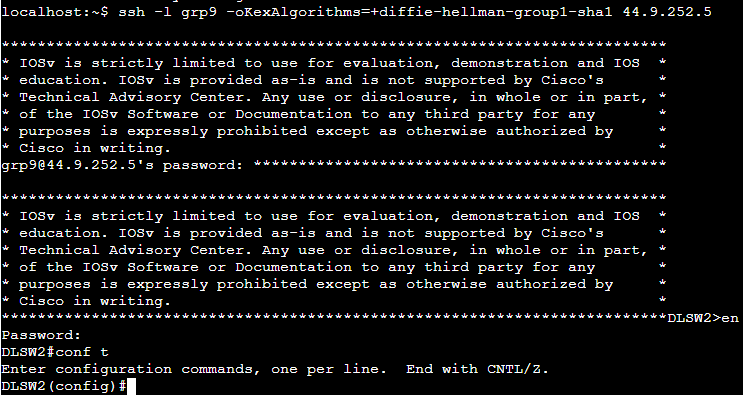 localhost:~$ ssh -l grp9 -oKexAlgorithms=+diffie-hellman-group1-sha1 44.9.252.5
**************************************************************************
* IOSv is strictly limited to use for evaluation, demonstration and IOS  *
* education. IOSv is provided as-is and is not supported by Cisco's      *
* Technical Advisory Center. Any use or disclosure, in whole or in part, *
* of the IOSv Software or Documentation to any third party for any       *
* purposes is expressly prohibited except as otherwise authorized by     *
* Cisco in writing.                                                      *
grp9@44.9.252.5's password: **********************************************
**************************************************************************
* IOSv is strictly limited to use for evaluation, demonstration and IOS  *
* education. IOSv is provided as-is and is not supported by Cisco's      *
* Technical Advisory Center. Any use or disclosure, in whole or in part, *
* of the IOSv Software or Documentation to any third party for any       *
* purposes is expressly prohibited except as otherwise authorized by     *
* Cisco in writing.                                                      *
**************************************************************************DLSW2>en
Password:
DLSW2#conf t
Enter configuration commands, one per line.  End with CNTL/Z.
DLSW2(config)#